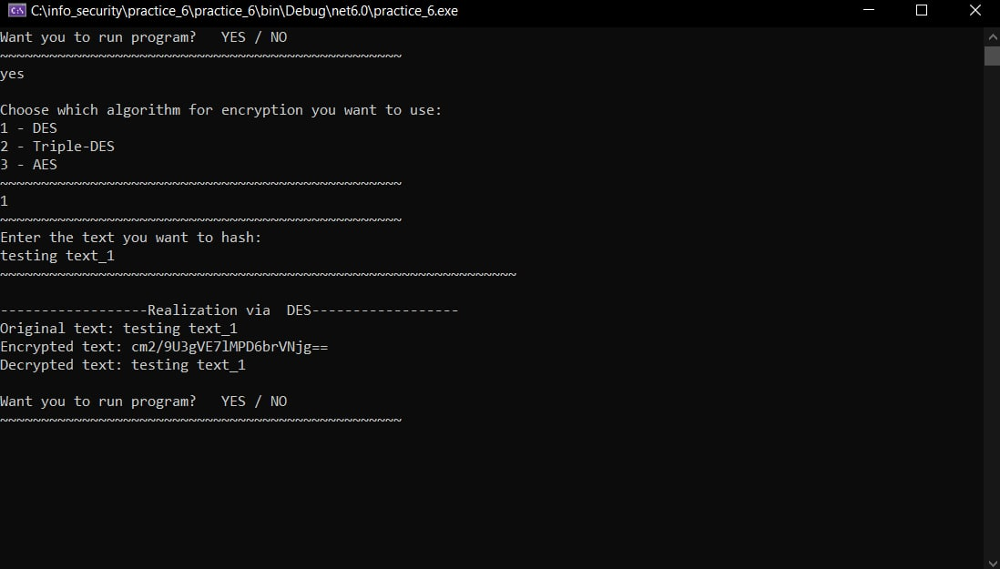 C:\info_security\practice_6\practice_6\bin\Debug\net6.0\practice_6.exe
Want you to run program?   YES / NO
~~~~~~~~~~~~~~~~~~~~~~~~~~~~~~~~~~~~~~~~~~~~~~~~~
yes
Choose which algorithm for encryption you want to use:
1 - DES
2 - Triple-DES
3 - AES
~~~~~~~~~~~~~~~~~~~~~~~~~~~~~~~~~~~~~~~~~~~~~~~~~
1
~~~~~~~~~~~~~~~~~~~~~~~~~~~~~~~~~~~~~~~~~~~~~~~~~
Enter the text you want to hash:
testing text_1
~~~~~~~~~~~~~~~~~~~~~~~~~~~~~~~~~~~~~~~~~~~~~~~~~~~~~~~~~~~~~~~
------------------Realization via  DES------------------
Original text: testing text_1
Encrypted text: cm2/9U3gVE7lMPD6brVNjg==
Decrypted text: testing text_1
Want you to run program?   YES / NO
~~~~~~~~~~~~~~~~~~~~~~~~~~~~~~~~~~~~~~~~~~~~~~~~~